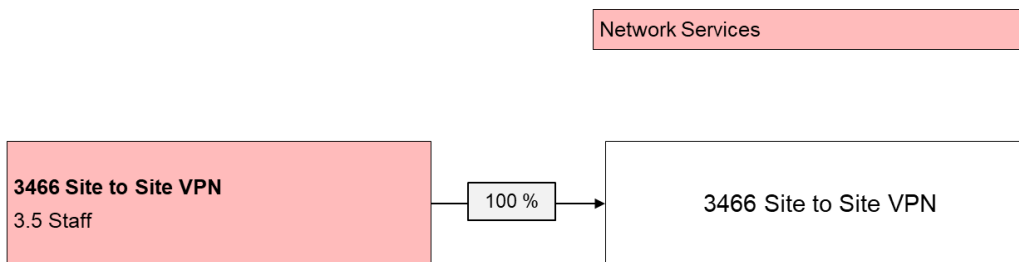 Network Services
3466 Site to Site VPN
3.5 Staff
100 %
3466 Site to Site VPN